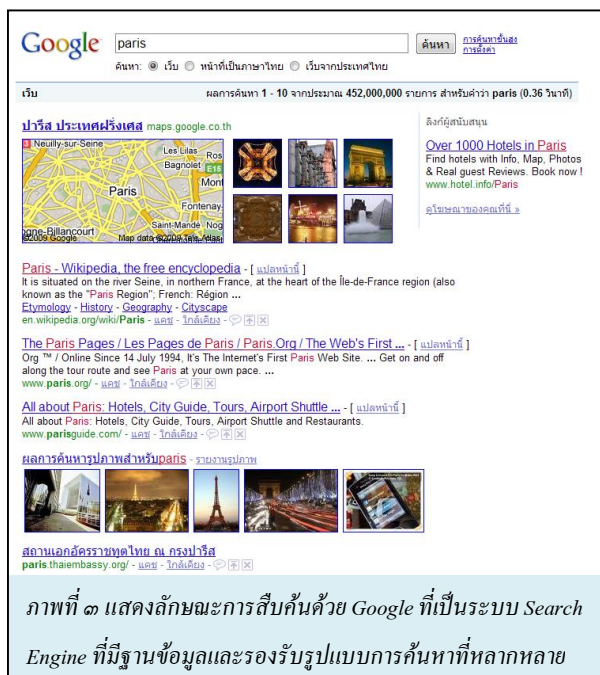 Google paris ค้นหา การค้นหาขั้นสูง
การตั้งค่า
ค้นหา: เว็บ หน้าที่เป็นภาษาไทย เว็บจากประเทศไทย
เว็บ ผลการค้นหา 1 - 10 จากประมาณ 452,000,000 รายการ สำหรับคำว่า paris (0.36 วินาที)
ปารีส ประเทศฝรั่งเศส maps.google.co.th
Neuilly-sur-Seine
Les Lilas
Ros
Bagnolet E15
Mont
Paris
Fontenay
Saint-Mandé Nog
ogne-Billancourt
©2009 Google Map data ©2009 Tele Atlas
ลิงก์ผู้สนับสนุน
Over 1000 Hotels in Paris
Find hotels with Info, Map, Photos
& Real guest Reviews. Book now !
www.hotel.info/Paris
ดูโฆษณาของคุณที่นี่ »
Paris - Wikipedia, the free encyclopedia - [ แปลหน้านี้ ]
It is situated on the river Seine, in northern France, at the heart of the Île-de-France region (also
known as the "Paris Region"; French: Région ...
Etymology - History - Geography - Cityscape
en.wikipedia.org/wiki/Paris - แคช - ใกล้เคียง -
The Paris Pages / Les Pages de Paris / Paris.Org / The Web's First ... - [ แปลหน้านี้ ]
Org ™ / Online Since 14 July 1994, It's The Internet's First Paris Web Site. ... Get on and off
along the tour route and see Paris at your own pace. ...
www.paris.org/ - แคช - ใกล้เคียง -
All about Paris: Hotels, City Guide, Tours, Airport Shuttle ... - [ แปลหน้านี้ ]
All about Paris: Hotels, City Guide, Tours, Airport Shuttle and Restaurants.
www.parisguide.com/ - แคช - ใกล้เคียง -
ผลการค้นหารูปภาพสำหรับparis - รายงานรูปภาพ
สถานเอกอัครราชทูตไทย ณ กรุงปารีส
paris.thaiembassy.org/ - แคช - ใกล้เคียง -
ภาพที่ ๓ แสดงลักษณะการสืบค้นด้วย Google ที่เป็นระบบ Search
Engine ที่มีฐานข้อมูลและรองรับรูปแบบการค้นหาที่หลากหลาย